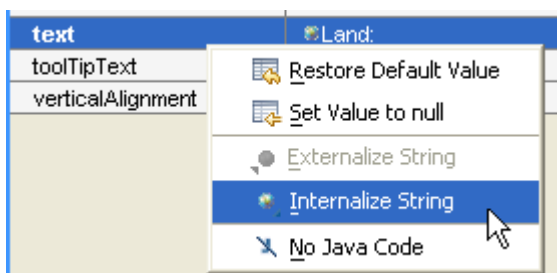 text Land:
toolTipText
verticalAlignment
Restore Default Value
Set Value to null
Externalize String
Internalize String
No Java Code